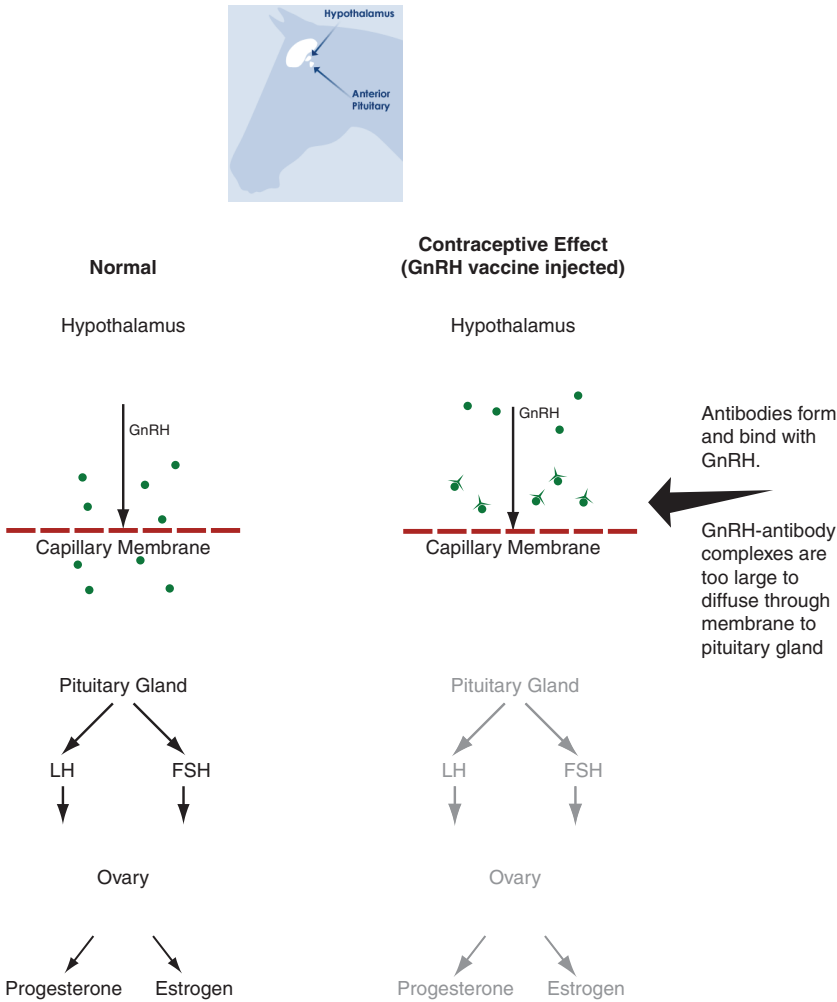 Hypothalamus
Anterior
Pituitary
Normal
Hypothalamus
GnRH
Capillary Membrane
Pituitary Gland
LH
FSH
Ovary
Progesterone
Estrogen
Contraceptive Effect
(GnRH vaccine injected)
Hypothalamus
GnRH
Capillary Membrane
Pituitary Gland
LH
FSH
Ovary
Progesterone
Estrogen
Antibodies form
and bind with
GnRH.
GnRH-antibody
complexes are
too large to
diffuse through
membrane to
pituitary gland